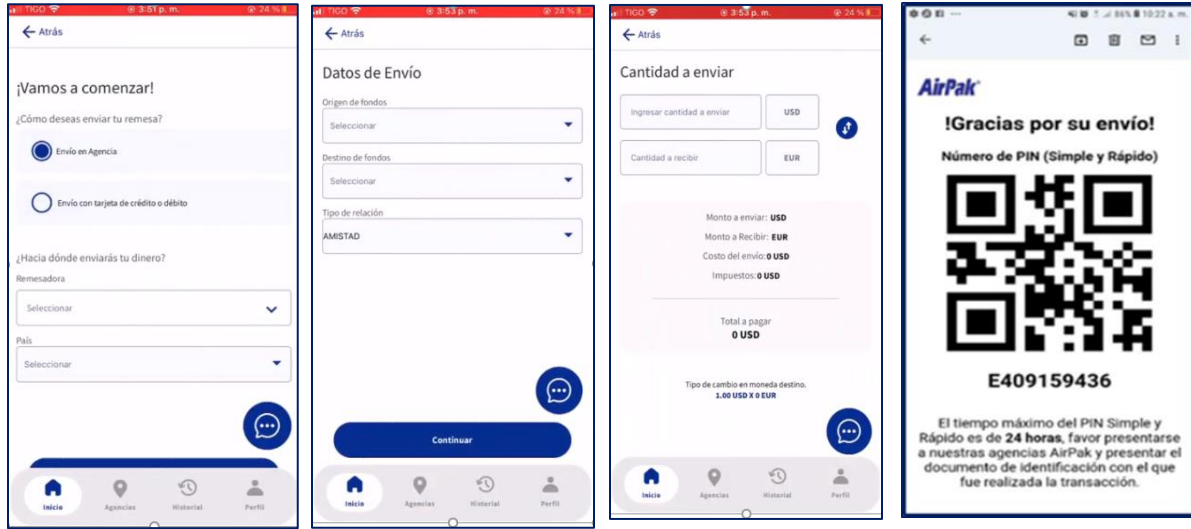 TIGO 3:51 p. m. 24 %
← Atrás
¡Vamos a comenzar!
¿Cómo deseas enviar tu remesa?
Envío en Agencia
Envío con tarjeta de crédito o débito
¿Hacia dónde enviarás tu dinero?
Remesadora
Seleccionar
País
Seleccionar
Inicio Agencias Historial Perfil
TIGO 3:53 p. m. 24 %
← Atrás
Datos de Envío
Origen de fondos
Seleccionar
Destino de fondos
Seleccionar
Tipo de relación
AMISTAD
Continuar
Inicio Agencias Historial Perfil
TIGO 3:53 p. m. 24 %
← Atrás
Cantidad a enviar
Ingresar cantidad a enviar USD
Cantidad a recibir EUR
Monto a enviar: USD
Monto a Recibir: EUR
Costo del envío: 0 USD
Impuestos: 0 USD
Total a pagar
0 USD
Tipo de cambio en moneda destino.
1.00 USD X 0 EUR
Inicio Agencias Historial Perfil
86% 10:22 a. m.
AirPak
!Gracias por su envío!
Número de PIN (Simple y Rápido)
E409159436
El tiempo máximo del PIN Simple y
Rápido es de 24 horas, favor presentarse
a nuestras agencias AirPak y presentar el
documento de identificación con el que
fue realizada la transacción.